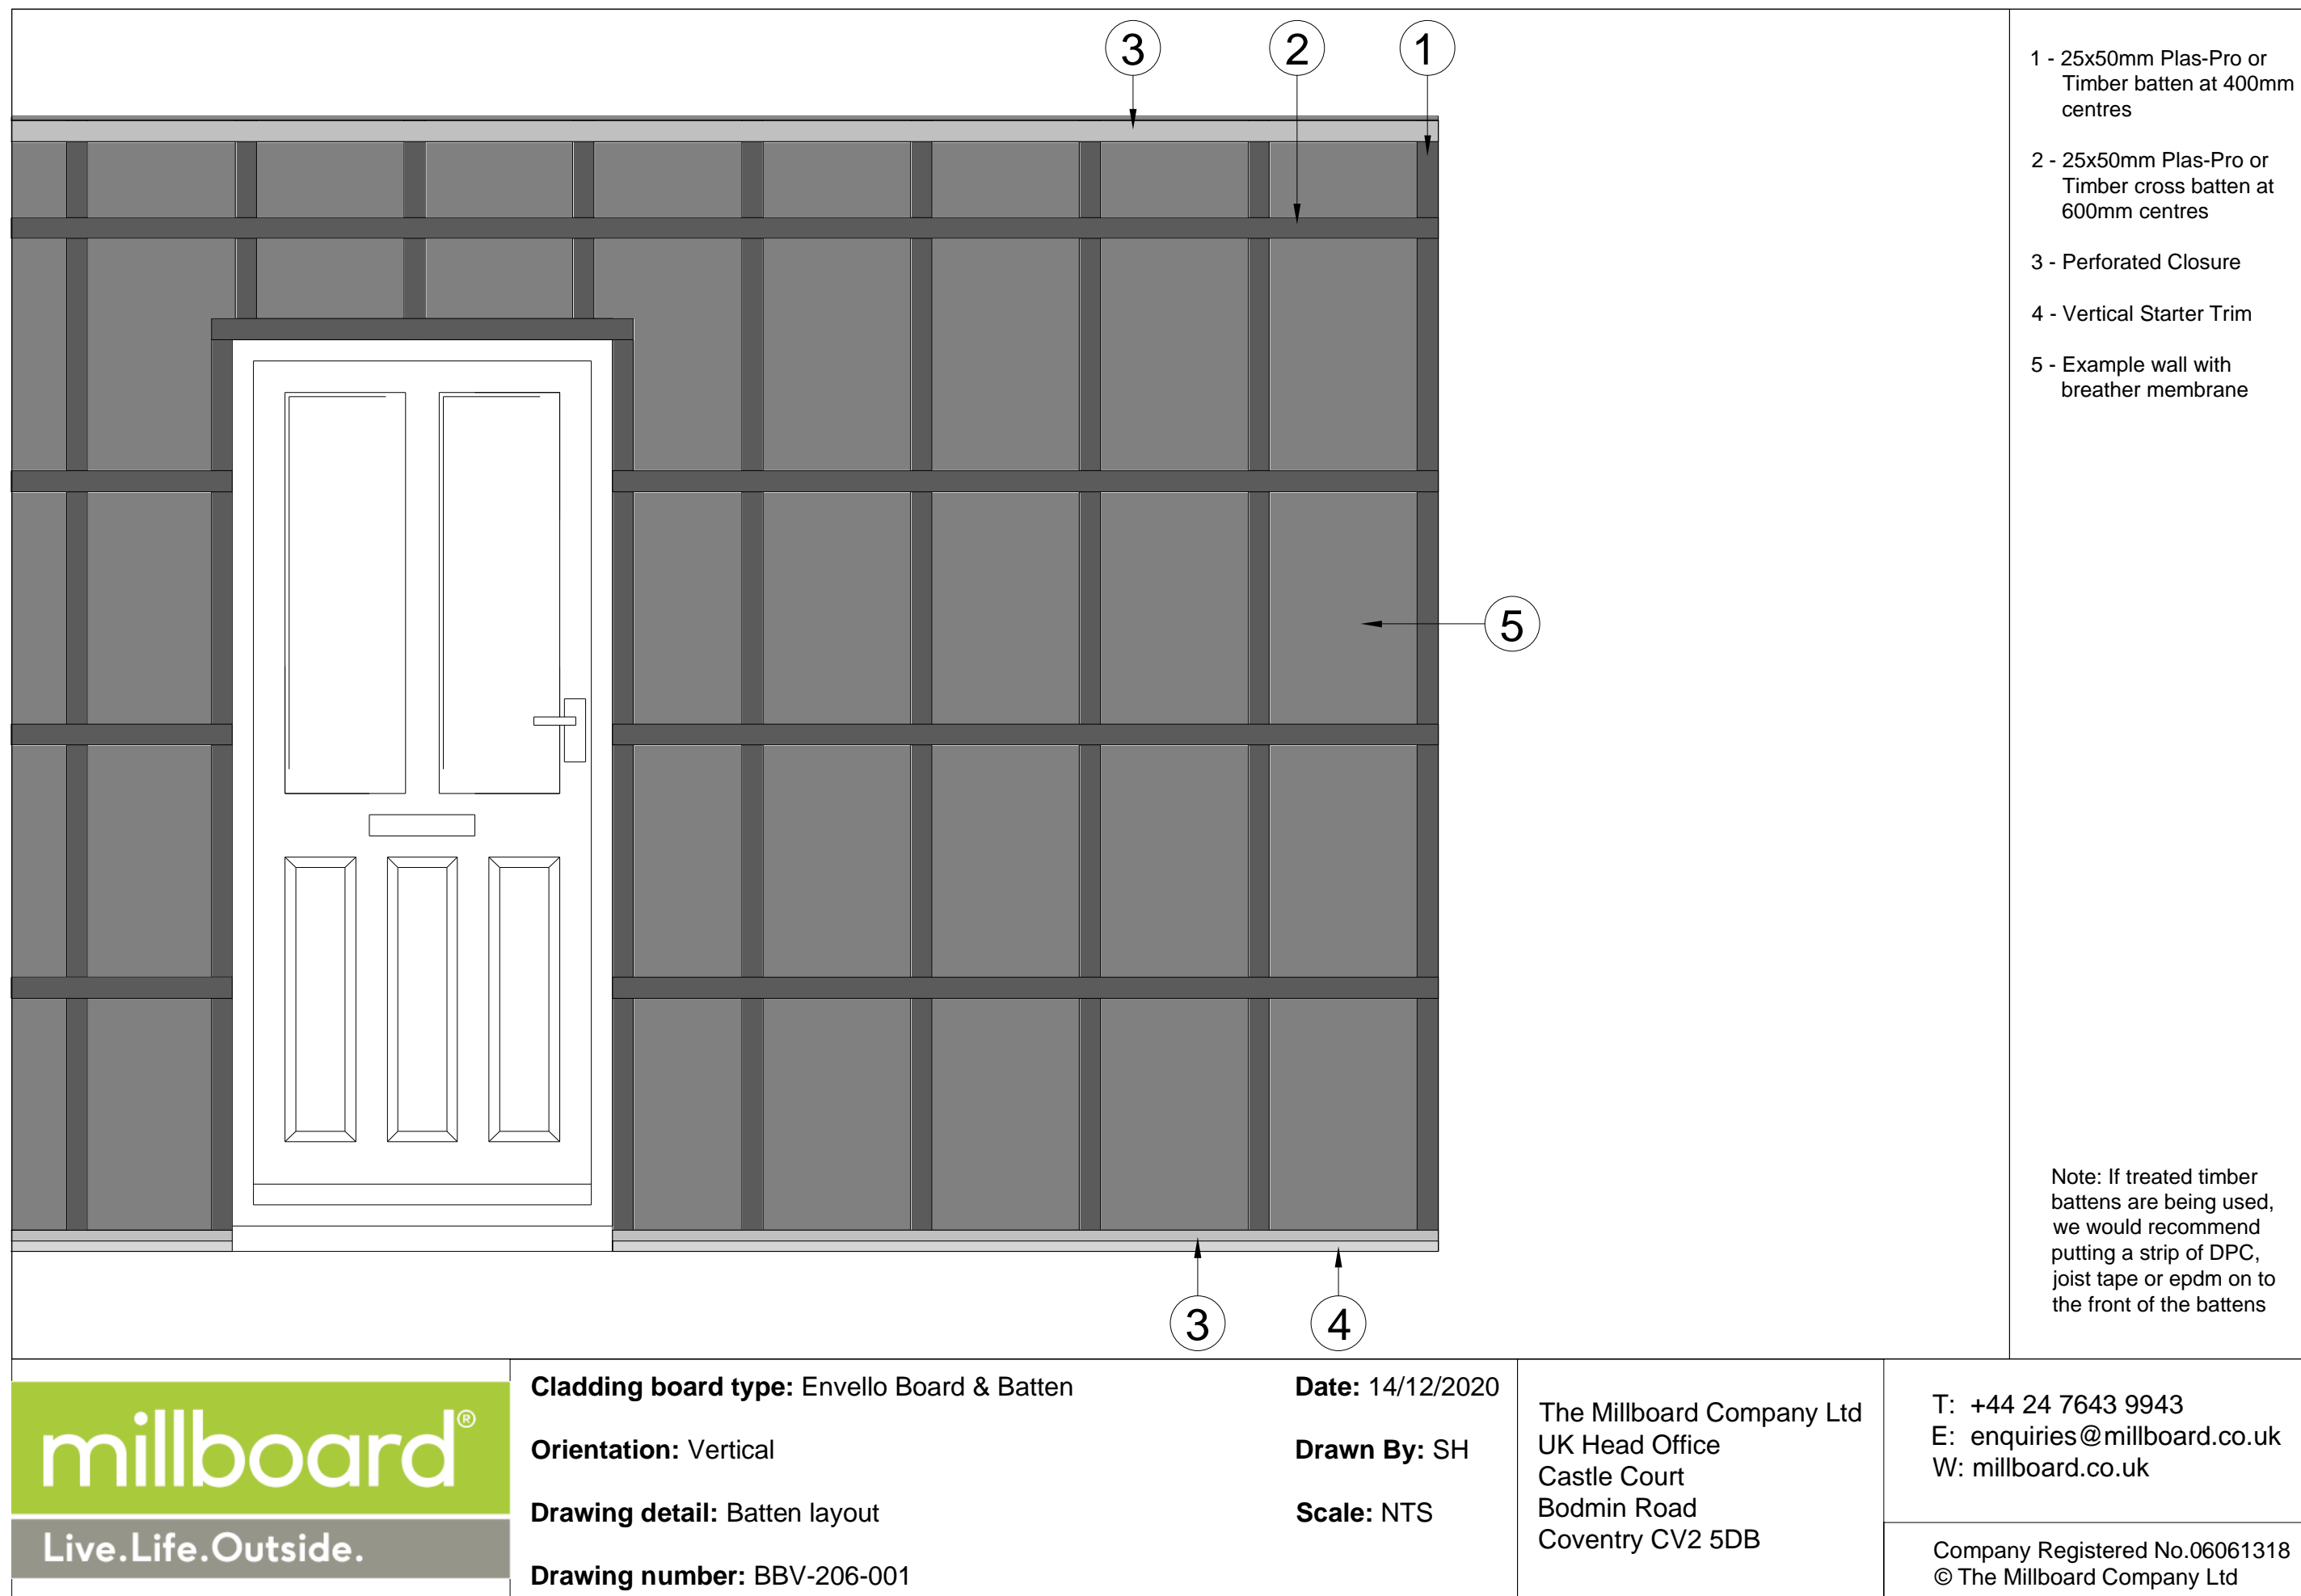 3
2
1
5
3
4
1 - 25x50mm Plas-Pro or
Timber batten at 400mm
centres
2 - 25x50mm Plas-Pro or
Timber cross batten at
600mm centres
3 - Perforated Closure
4 - Vertical Starter Trim
5 - Example wall with
breather membrane
Note: If treated timber
battens are being used,
we would recommend
putting a strip of DPC,
joist tape or epdm on to
the front of the battens
millboard®
Live.Life.Outside.
Cladding board type: Envello Board & Batten
Orientation: Vertical
Drawing detail: Batten layout
Drawing number: BBV-206-001
Date: 14/12/2020
Drawn By: SH
Scale: NTS
The Millboard Company Ltd
UK Head Office
Castle Court
Bodmin Road
Coventry CV2 5DB
T: +44 24 7643 9943
E: enquiries@millboard.co.uk
W: millboard.co.uk
Company Registered No.06061318
© The Millboard Company Ltd